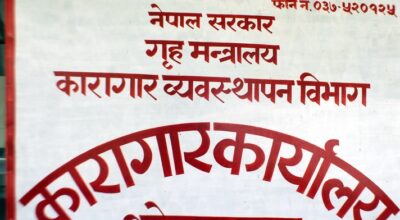 फोन नं. ०३७-५२०१२५
नेपाल सरकार
गृह मन्त्रालय
कारागार व्यवस्थापन विभाग
कारागारकार्यालय